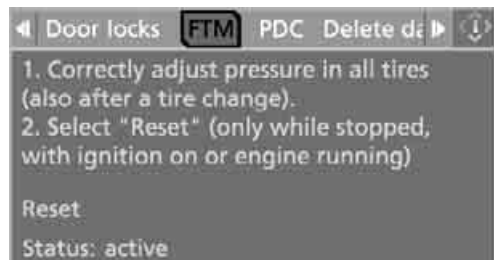 Door locks FTM PDC Delete da
1. Correctly adjust pressure in all tires
(also after a tire change).
2. Select "Reset" (only while stopped,
with ignition on or engine running)
Reset
Status: active